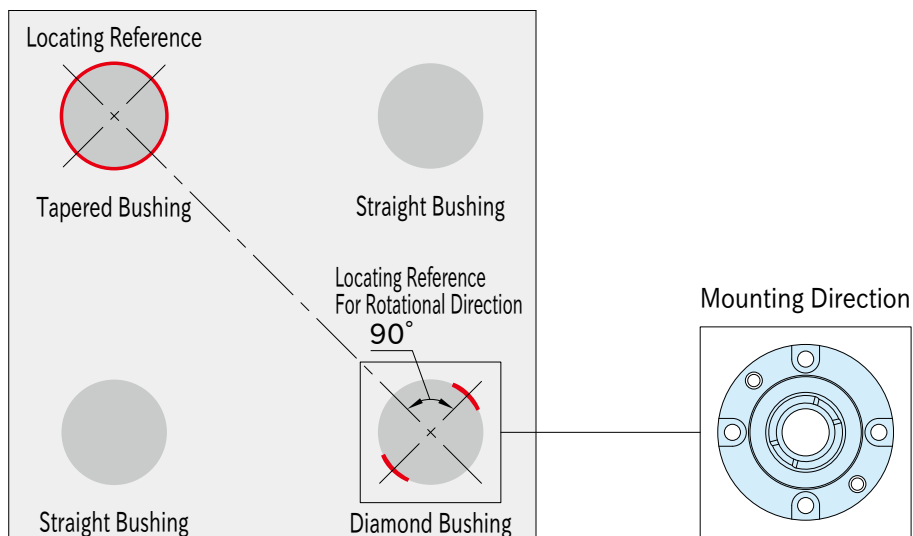 Locating Reference
Tapered Bushing
Straight Bushing
Locating Reference
For Rotational Direction
90°
Mounting Direction
Straight Bushing
Diamond Bushing